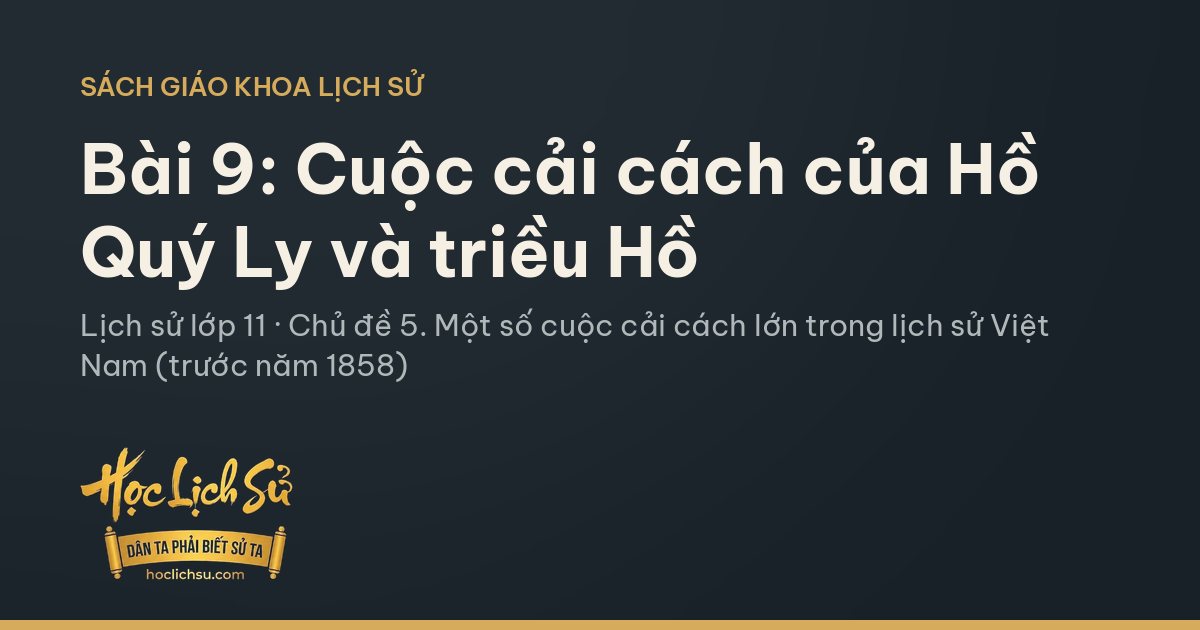 SÁCH GIÁO KHOA LỊCH SỬ
Bài 9: Cuộc cải cách của Hồ
Quý Ly và triều Hồ
Lịch sử lớp 11 · Chủ đề 5. Một số cuộc cải cách lớn trong lịch sử Việt
Nam (trước năm 1858)
Học Lịch Sử
DÂN TA PHẢI BIẾT SỬ TA
hoclichsu.com